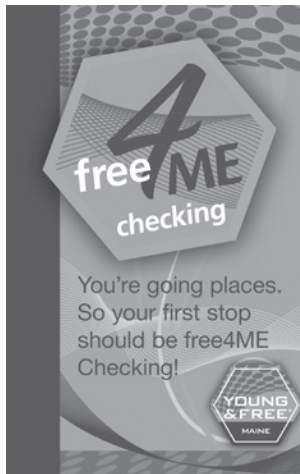 free4ME
checking
You're going places.
So your first stop
should be free4ME
Checking!
YOUNG
& FREE®
MAINE